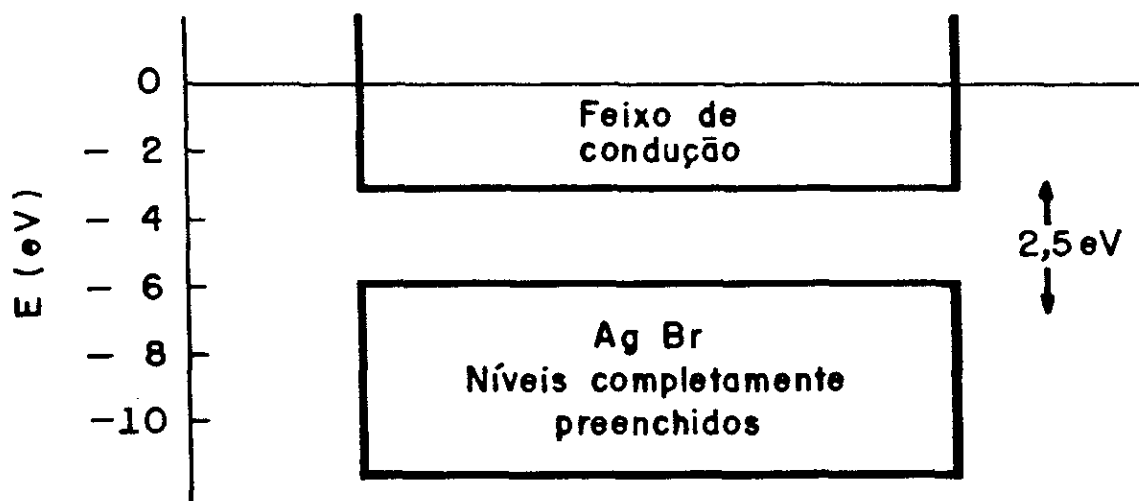 E (eV)
0
- 2
- 4
- 6
- 8
-10
Feixo de
condução
2,5 eV
Ag Br
Níveis completamente
preenchidos